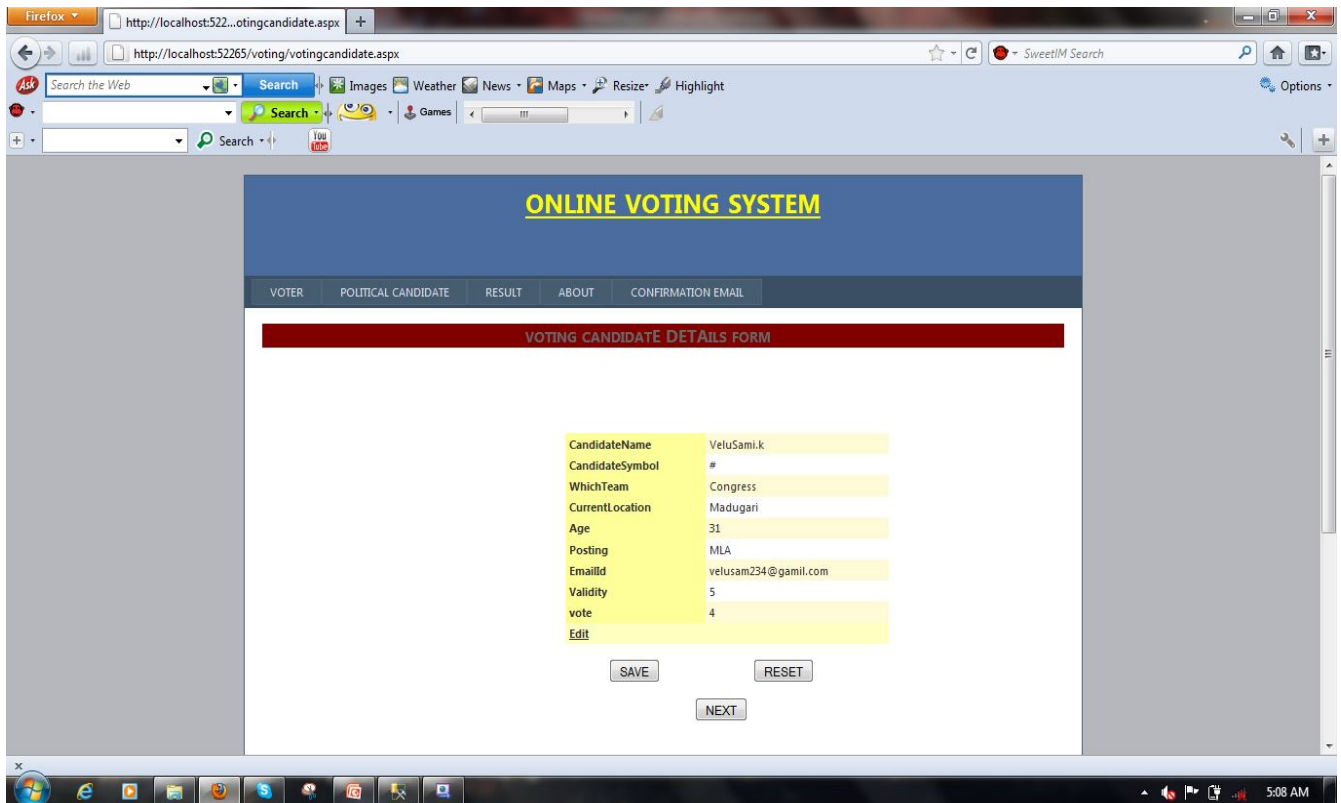 Firefox
http://localhost:522...otingcandidate.aspx
http://localhost:52265/voting/votingcandidate.aspx
SweetIM Search
Ask Search the Web Search Images Weather News Maps Resizer Highlight Options
Search Games
Search You Tube
ONLINE VOTING SYSTEM
VOTER POLITICAL CANDIDATE RESULT ABOUT CONFIRMATION EMAIL
VOTING CANDIDATE DETAILS FORM
CandidateName VeluSami.k
CandidateSymbol #
WhichTeam Congress
CurrentLocation Madugari
Age 31
Posting MLA
EmailId velusam234@gamil.com
Validity 5
vote 4
Edit
SAVE RESET
NEXT
x
5:08 AM